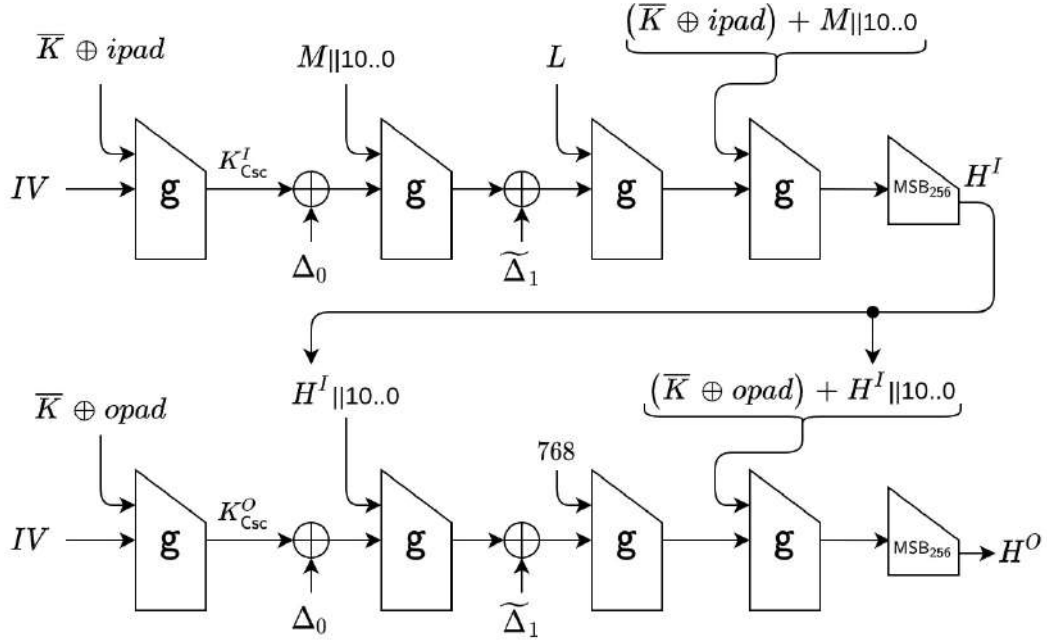 (K̅ ⊕ ipad) + M||10..0
K̅ ⊕ ipad M||10..0 L
IV g K^I_Csc ⊕ g ⊕ g g MSB₂₅₆ H^I
Δ₀ Δ̃₁
K̅ ⊕ opad H^I||10..0 (K̅ ⊕ opad) + H^I||10..0
768
IV g K^O_Csc ⊕ g ⊕ g g MSB₂₅₆ H^O
Δ₀ Δ̃₁